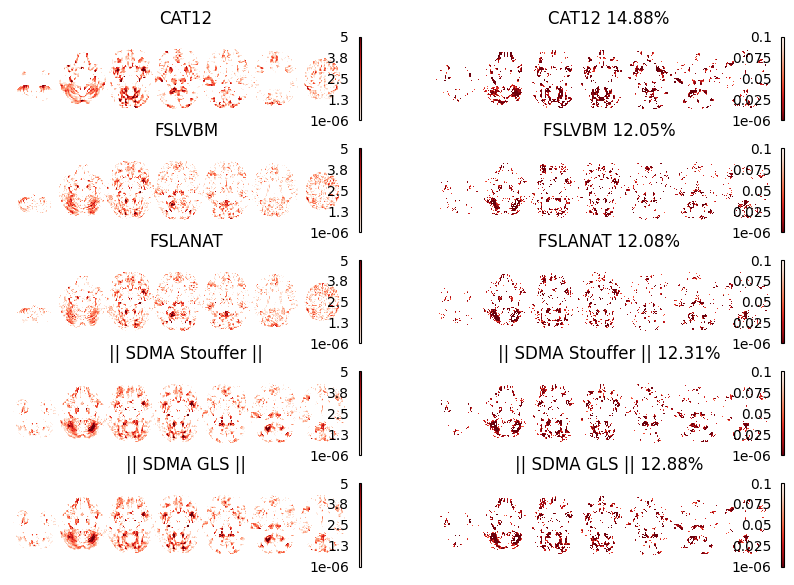 CAT12
5
3.8
2.5
1.3
1e-06
CAT12 14.88%
0.1
0.075
0.05
0.025
1e-06
FSLVBM
5
3.8
2.5
1.3
1e-06
FSLVBM 12.05%
0.1
0.075
0.05
0.025
1e-06
FSLANAT
5
3.8
2.5
1.3
1e-06
FSLANAT 12.08%
0.1
0.075
0.05
0.025
1e-06
|| SDMA Stouffer ||
5
3.8
2.5
1.3
1e-06
|| SDMA Stouffer || 12.31%
0.1
0.075
0.05
0.025
1e-06
|| SDMA GLS ||
5
3.8
2.5
1.3
1e-06
|| SDMA GLS || 12.88%
0.1
0.075
0.05
0.025
1e-06